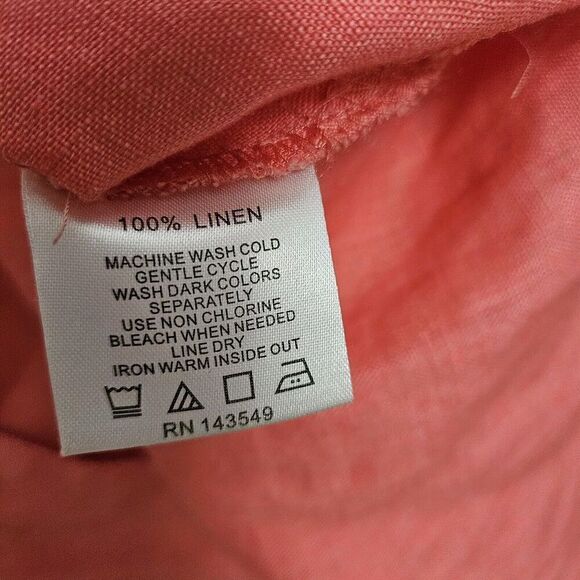 100% LINEN
MACHINE WASH COLD
GENTLE CYCLE
WASH DARK COLORS
SEPARATELY
USE NON CHLORINE
BLEACH WHEN NEEDED
LINE DRY
IRON WARM INSIDE OUT
RN 143549